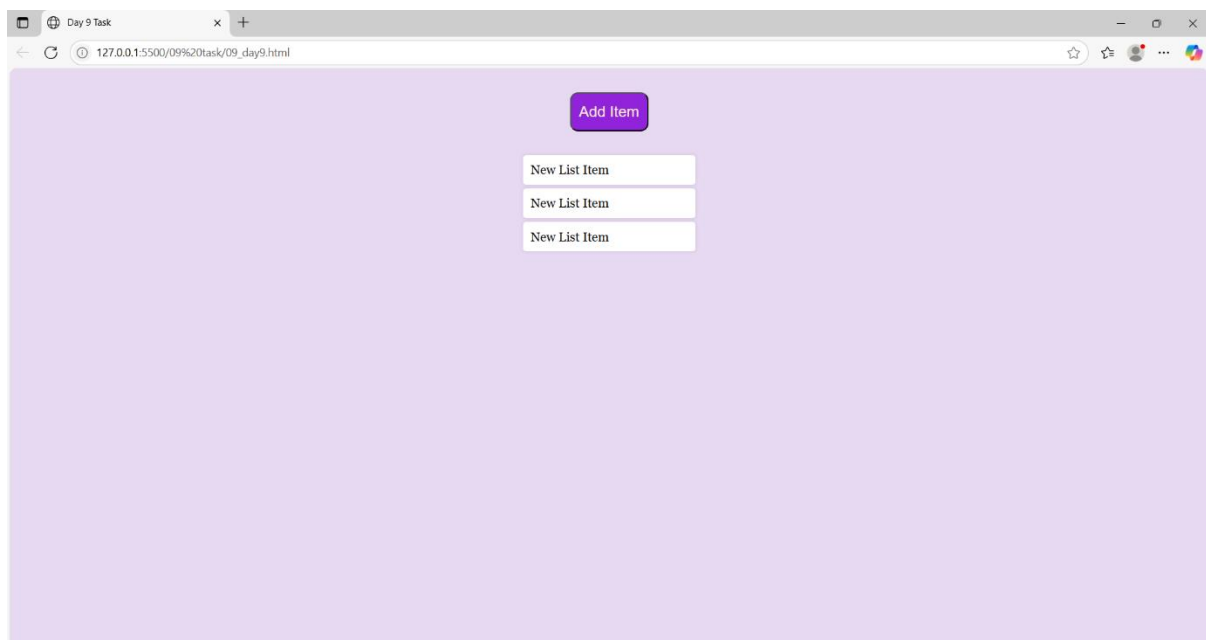 Day 9 Task
127.0.0.1:5500/09%20task/09_day9.html
Add Item
New List Item
New List Item
New List Item